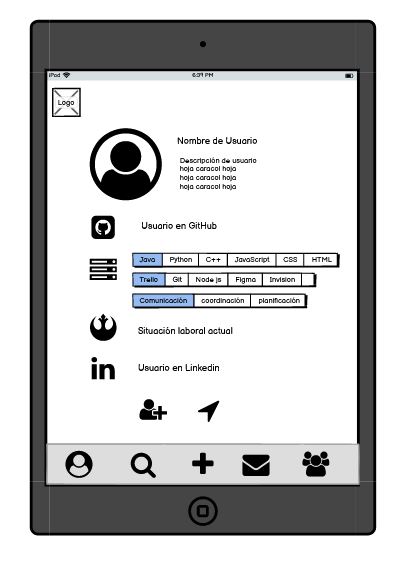 iPad
6:39 PM
Logo
Nombre de Usuario
Descripción de usuario
hoja caracol hoja
hoja caracol hoja
hoja caracol hoja
Usuario en GitHub
Java Python C++ JavaScript CSS HTML
Trello Git Node js Figma Invision
Comunicación coordinación planificación
Situación laboral actual
in
Usuario en Linkedin